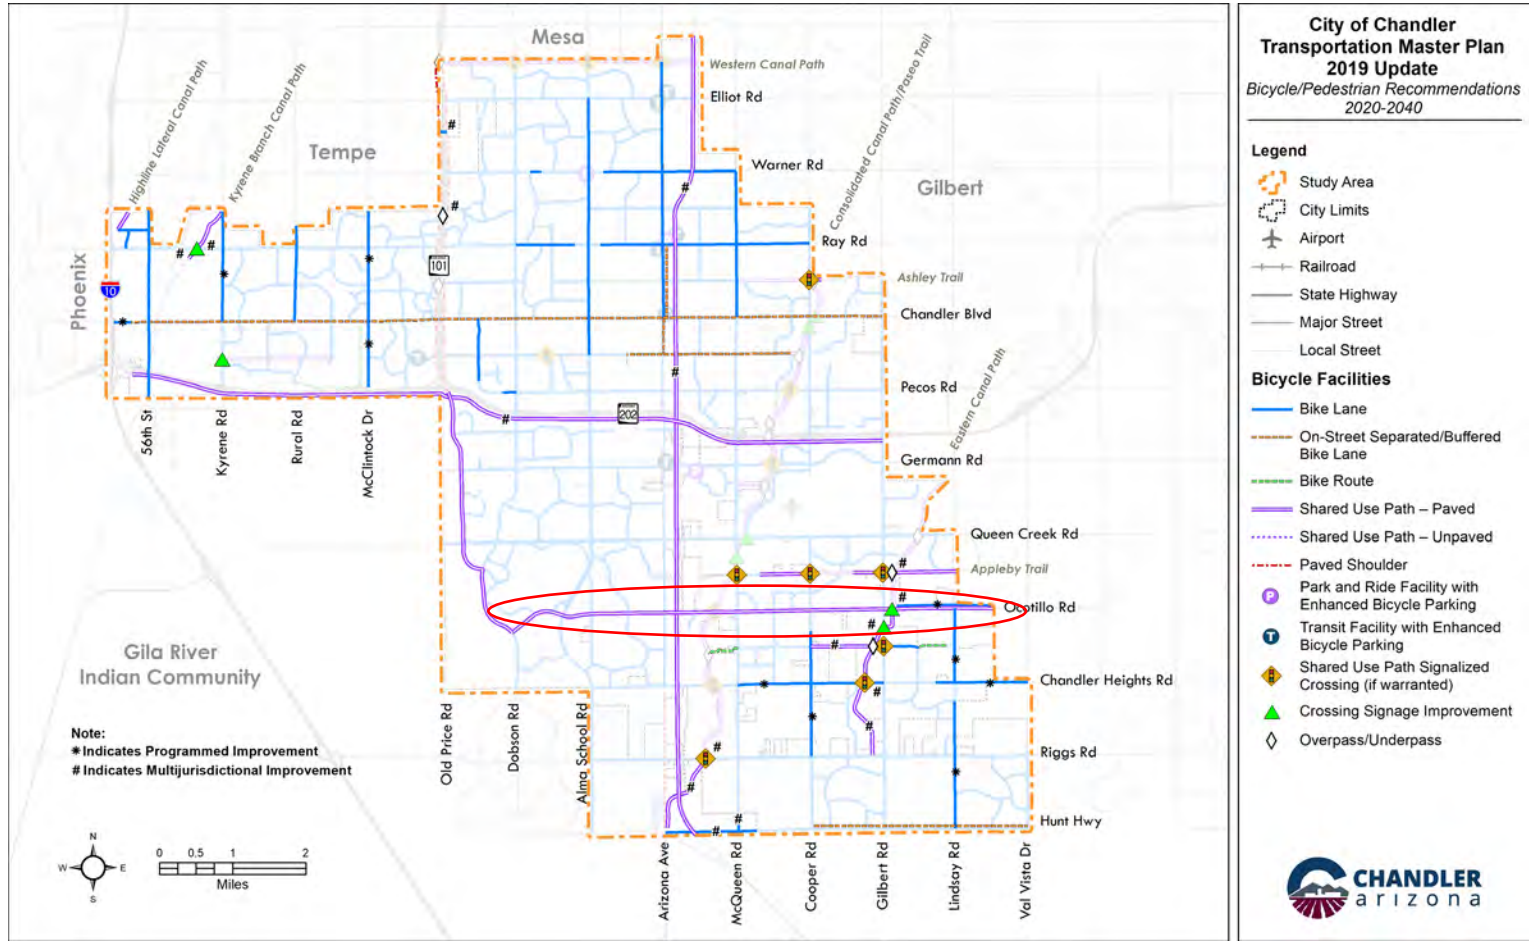 Mesa
Western Canal Path
Elliot Rd
Highline Lateral Canal Path
Kyrene Branch Canal Path
Consolidated Canal Path/Paseo Trail
Tempe
Warner Rd
Gilbert
Ray Rd
101
Ashley Trail
Phoenix
10
Chandler Blvd
Pecos Rd
Eastern Canal Path
202
56th St
Kyrene Rd
Rural Rd
McClintock Dr
Germann Rd
Queen Creek Rd
Appleby Trail
Ocotillo Rd
Gila River
Indian Community
Chandler Heights Rd
Note:
* Indicates Programmed Improvement
# Indicates Multijurisdictional Improvement
Old Price Rd
Dobson Rd
Alma School Rd
Riggs Rd
Hunt Hwy
N
W
E
S
0 0.5 1 2
Miles
Arizona Ave
McQueen Rd
Cooper Rd
Gilbert Rd
Lindsay Rd
Val Vista Dr
City of Chandler
Transportation Master Plan
2019 Update
Bicycle/Pedestrian Recommendations
2020-2040
Legend
Study Area
City Limits
Airport
Railroad
State Highway
Major Street
Local Street
Bicycle Facilities
Bike Lane
On-Street Separated/Buffered
Bike Lane
Bike Route
Shared Use Path – Paved
Shared Use Path – Unpaved
Paved Shoulder
P
Park and Ride Facility with
Enhanced Bicycle Parking
T
Transit Facility with Enhanced
Bicycle Parking
Shared Use Path Signalized
Crossing (if warranted)
Crossing Signage Improvement
Overpass/Underpass
CHANDLER
arizona